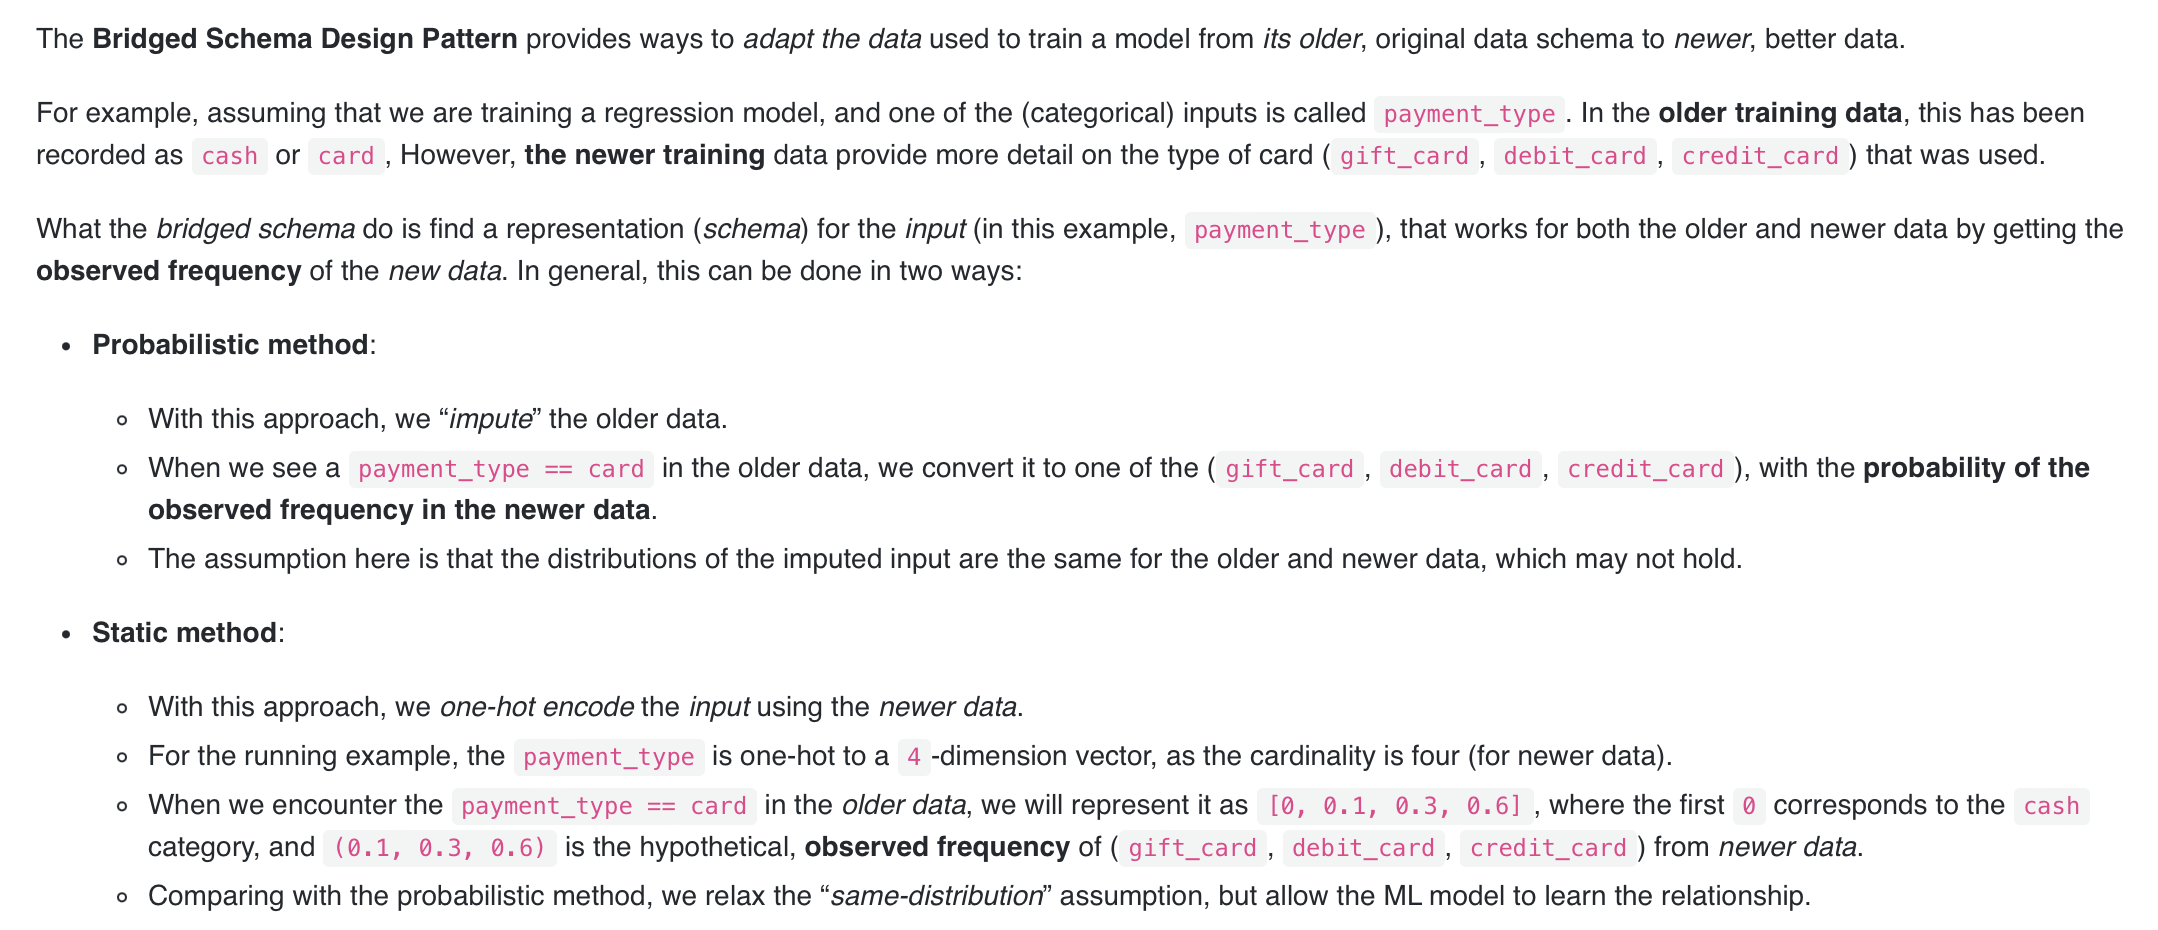 The Bridged Schema Design Pattern provides ways to adapt the data used to train a model from its older, original data schema to newer, better data.
For example, assuming that we are training a regression model, and one of the (categorical) inputs is called payment_type. In the older training data, this has been
recorded as cash or card, However, the newer training data provide more detail on the type of card (gift_card, debit_card, credit_card) that was used.
What the bridged schema do is find a representation (schema) for the input (in this example, payment_type), that works for both the older and newer data by getting the
observed frequency of the new data. In general, this can be done in two ways:
• Probabilistic method:
◦ With this approach, we “impute” the older data.
◦ When we see a payment_type == card in the older data, we convert it to one of the (gift_card, debit_card, credit_card), with the probability of the
observed frequency in the newer data.
◦ The assumption here is that the distributions of the imputed input are the same for the older and newer data, which may not hold.
• Static method:
◦ With this approach, we one-hot encode the input using the newer data.
◦ For the running example, the payment_type is one-hot to a 4-dimension vector, as the cardinality is four (for newer data).
◦ When we encounter the payment_type == card in the older data, we will represent it as [0, 0.1, 0.3, 0.6], where the first 0 corresponds to the cash
category, and (0.1, 0.3, 0.6) is the hypothetical, observed frequency of (gift_card, debit_card, credit_card) from newer data.
◦ Comparing with the probabilistic method, we relax the “same-distribution” assumption, but allow the ML model to learn the relationship.